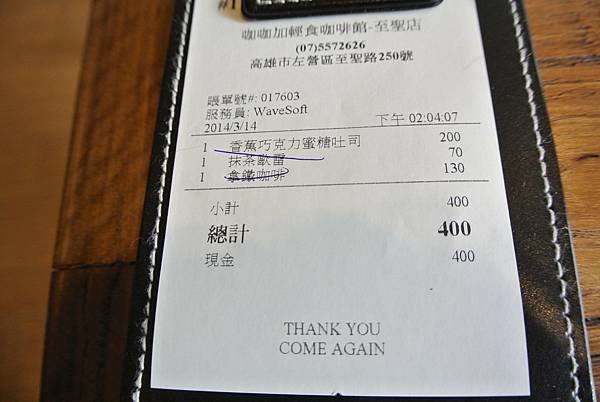 #1
咖咖加輕食咖啡館-至聖店
(07)5572626
高雄市左營區至聖路250號
賬單號#: 017603
服務員: WaveSoft
2014/3/14 下午 02:04:07
1 香蕉巧克力蜜糖吐司 200
1 抹茶歐蕾 70
1 拿鐵咖啡 130
小計 400
總計 400
現金 400
THANK YOU
COME AGAIN